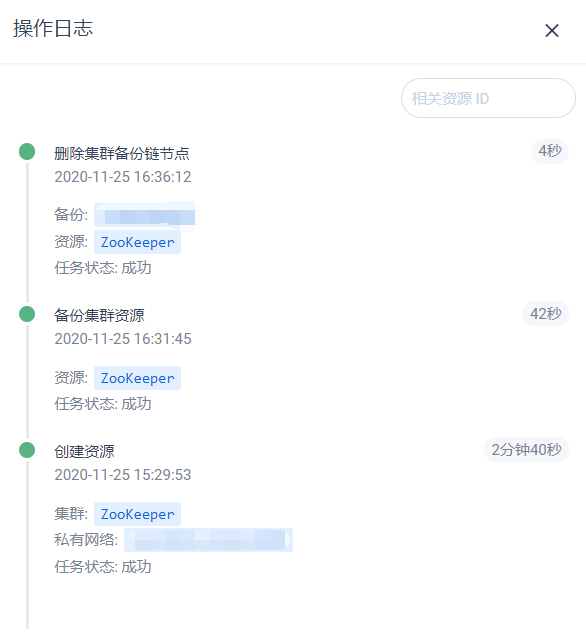 操作日志
相关资源 ID
删除集群备份链节点 4秒
2020-11-25 16:36:12
备份:
资源: ZooKeeper
任务状态: 成功
备份集群资源 42秒
2020-11-25 16:31:45
资源: ZooKeeper
任务状态: 成功
创建资源 2分钟40秒
2020-11-25 15:29:53
集群: ZooKeeper
私有网络:
任务状态: 成功